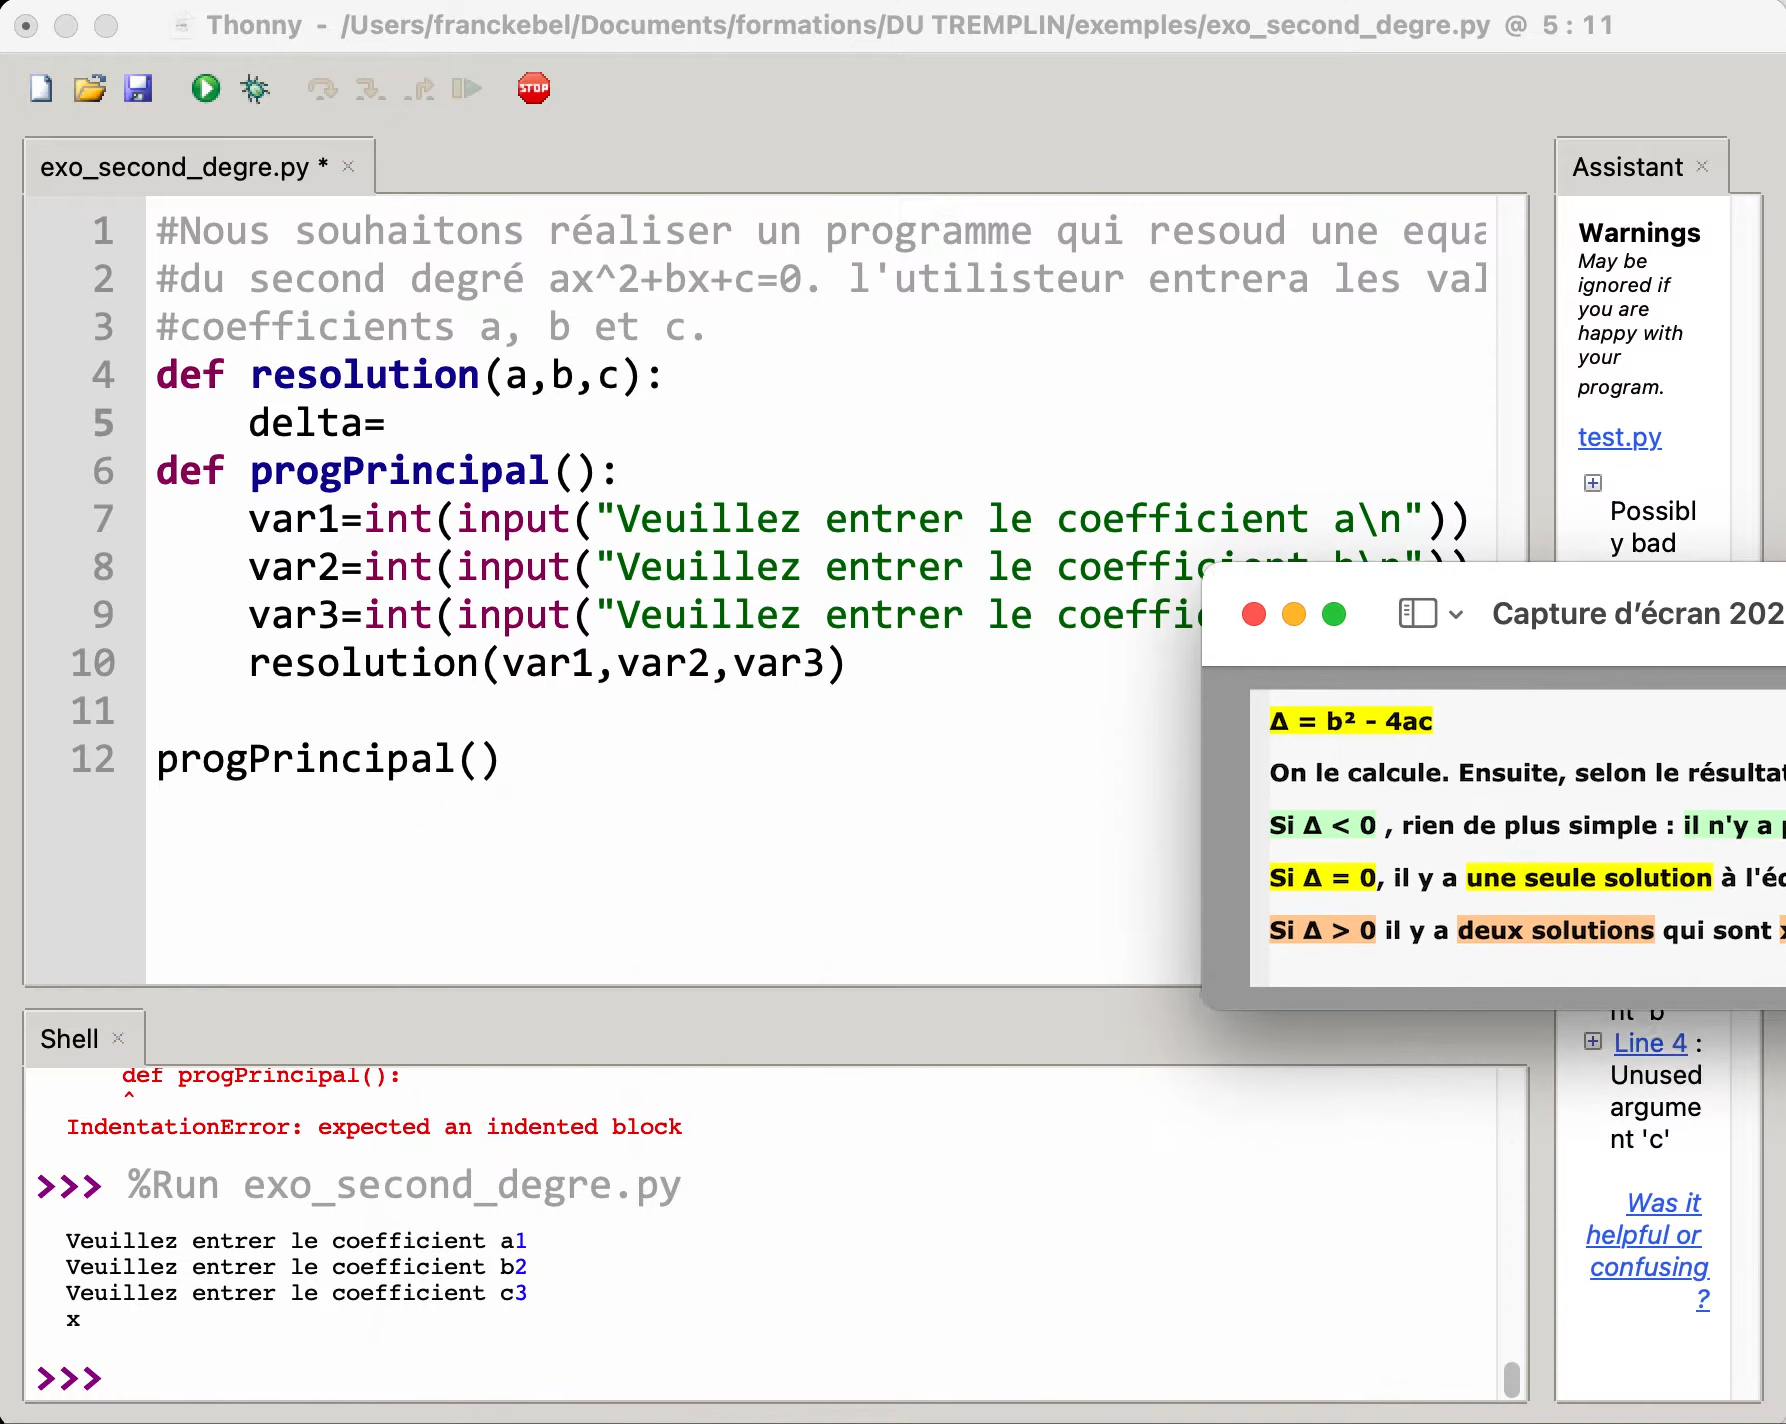 Thonny - /Users/franckebel/Documents/formations/DU TREMPLIN/exemples/exo_second_degre.py @ 5 : 11
STOP
exo_second_degre.py *
1 #Nous souhaitons réaliser un programme qui resoud une
2 #du second degré ax^2+bx+c=0. l'utilisteur entrera les
3 #coefficients a, b et c.
4 def resolution(a,b,c):
5 delta=
6 def progPrincipal():
7 var1=int(input("Veuillez entrer le coefficient a\n"))
8 var2=int(input("Veuillez entrer le coefficient b\n"))
9 var3=int(input("Veuillez entrer le
10 resolution(var1,var2,var3)
11
12 progPrincipal()
Assistant
Warnings
May be
ignored if
you are
happy with
your
program.
test.py
Possibl
y bad
Capture d'écran 202
Δ = b² - 4ac
On le calcule. Ensuite, selon le
Si Δ < 0 , rien de plus simple : il n'y a
Si Δ = 0, il y a une seule solution à
Si Δ > 0 il y a deux solutions qui sont
nt 'b'
Line 4 :
Unused
argume
nt 'c'
Was it
helpful or
confusing
?
Shell
def progPrincipal():
^
IndentationError: expected an indented block
>>> %Run exo_second_degre.py
Veuillez entrer le coefficient a1
Veuillez entrer le coefficient b2
Veuillez entrer le coefficient c3
x
>>>